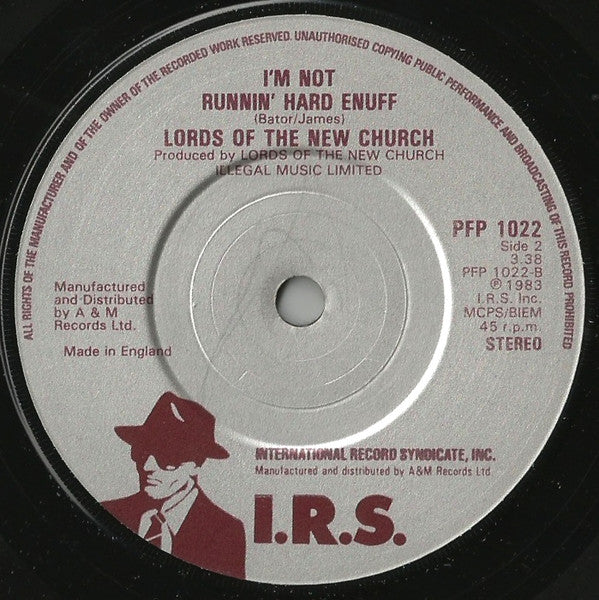 ALL RIGHTS OF THE MANUFACTURER AND OF THE OWNER OF THE RECORDED WORK RESERVED. UNAUTHORISED COPYING PUBLIC PERFORMANCE AND BROADCASTING OF THIS RECORD PROHIBITED
I'M NOT
RUNNIN' HARD ENUFF
(Bator/James)
LORDS OF THE NEW CHURCH
Produced by LORDS OF THE NEW CHURCH
ILLEGAL MUSIC LIMITED
PFP 1022
Side 2
3.38
PFP 1022-B
℗ 1983
I.R.S. Inc.
MCPS/BIEM
45 r.p.m.
STEREO
Manufactured
and Distributed
by A & M
Records Ltd.
Made in England
INTERNATIONAL RECORD SYNDICATE, INC.
Manufactured and distributed by A&M Records Ltd
I.R.S.